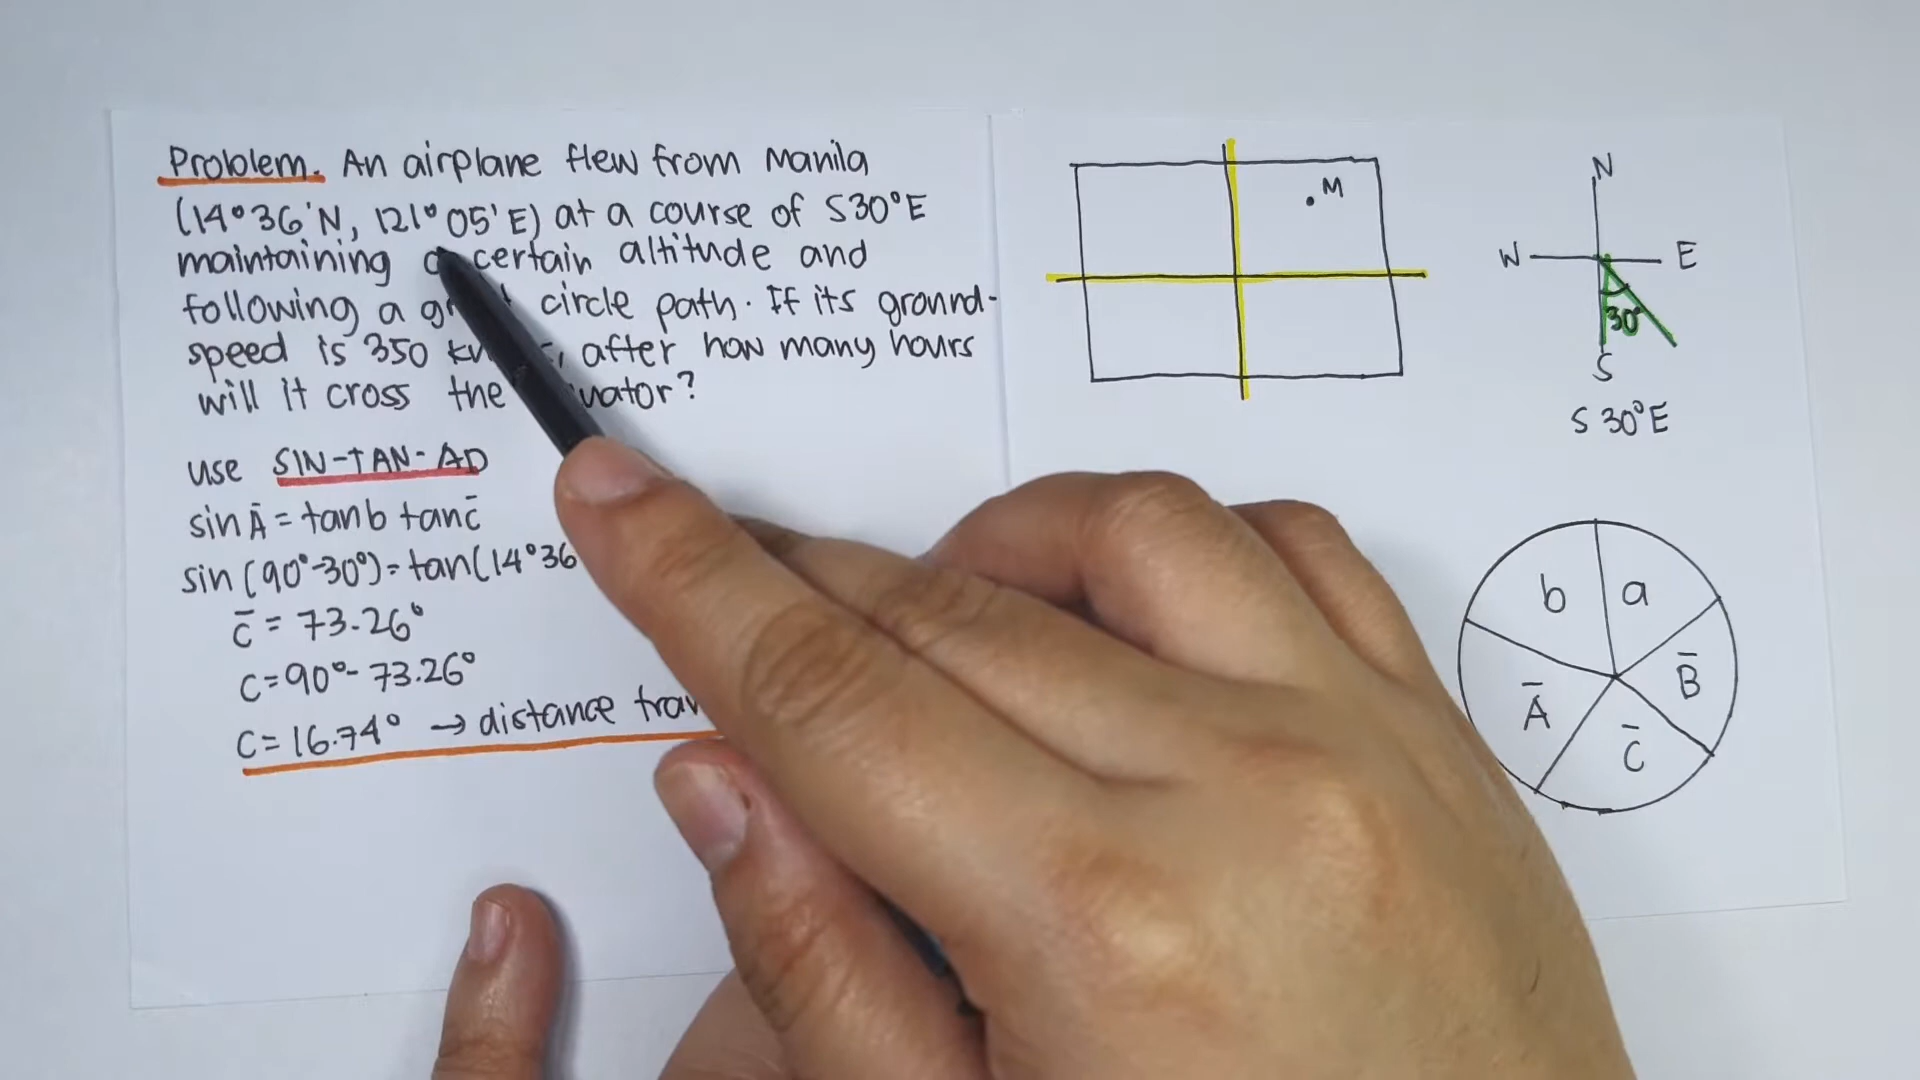 Problem. An airplane flew from Manila
(14°36'N, 121°05'E) at a course of S30°E
maintaining a certain altitude and
following a circle path. If its ground-
speed is 350 after how many hours
will it cross the
use SIN-TAN-AD
sin Ā = tan b tan c̄
sin (90°-30°) = tan(14°36
c̄ = 73.26°
c = 90° - 73.26°
c = 16.74° → distance
M
N
W
E
30°
S
S 30°E
b
a
Ā
B̄
c̄